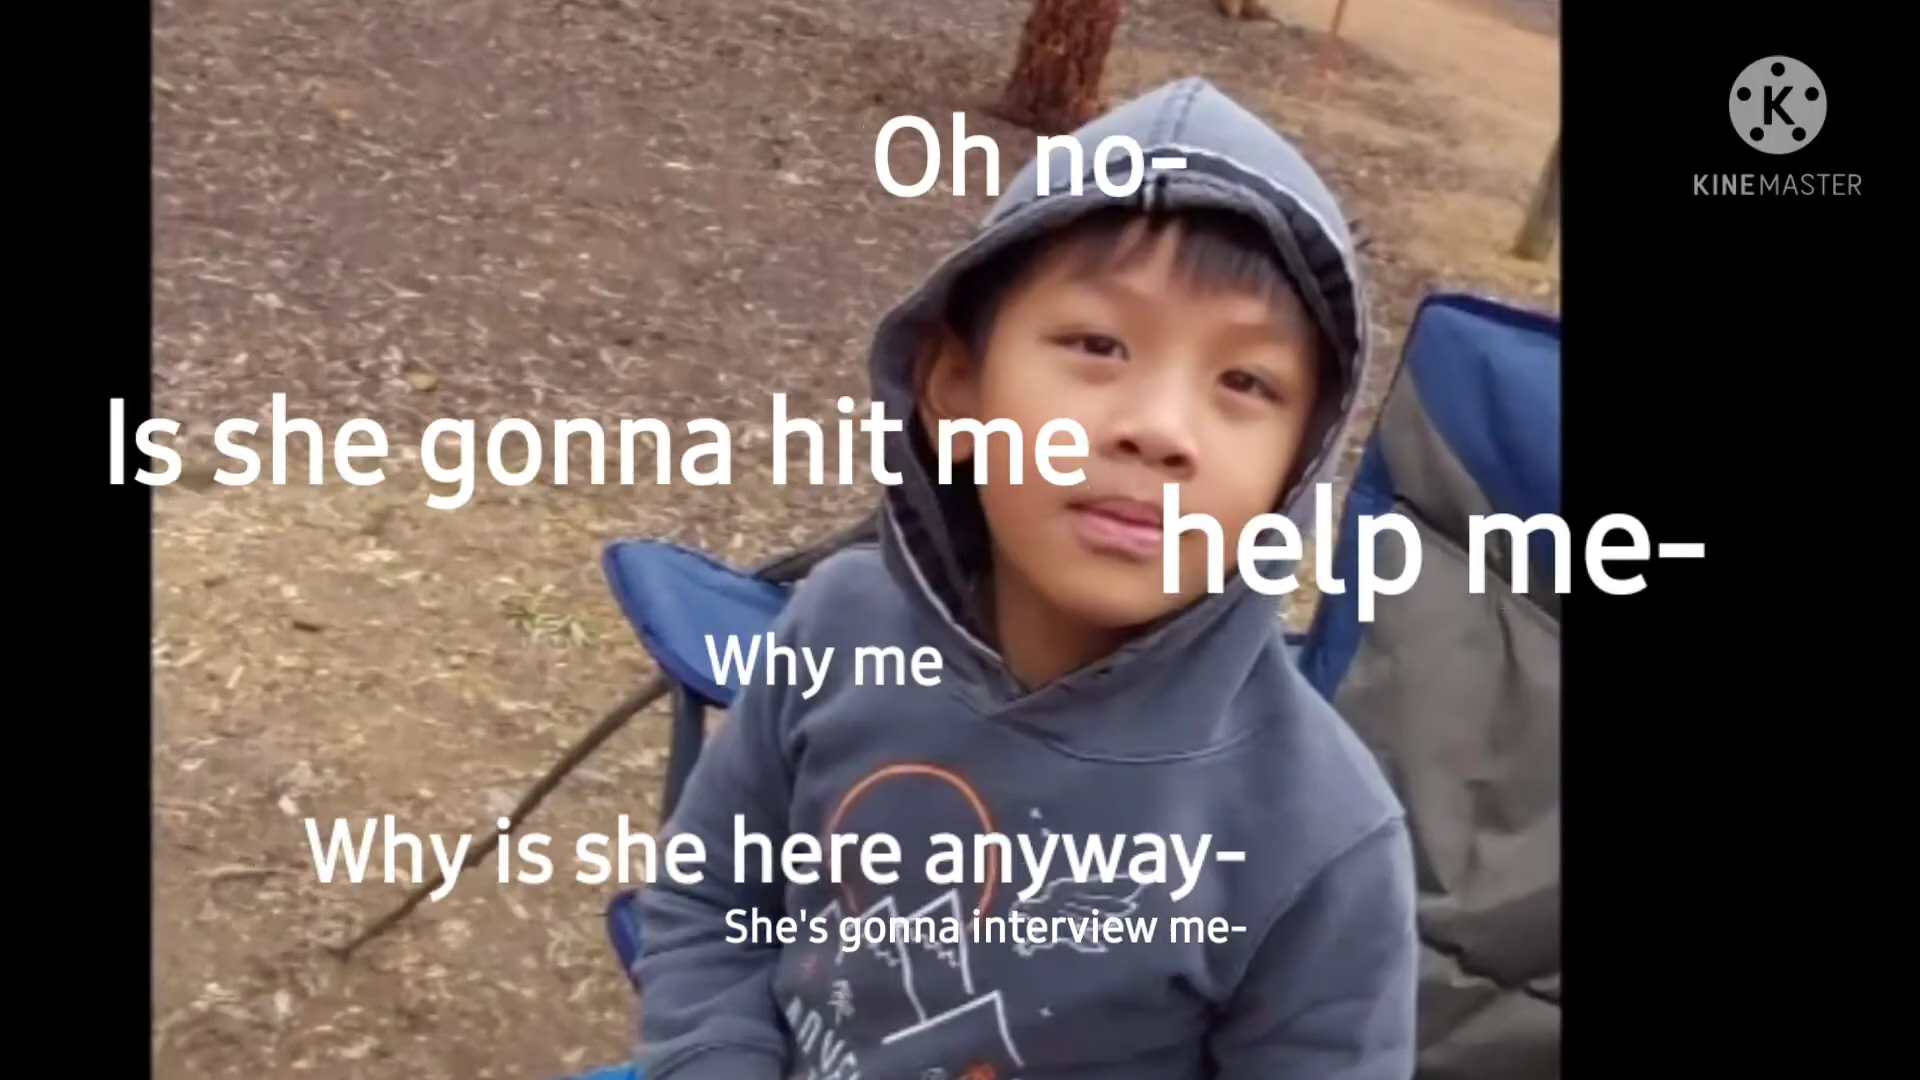 Oh no-
KINEMASTER
Is she gonna hit me
help me-
Why me
Why is she here anyway-
She's gonna interview me-